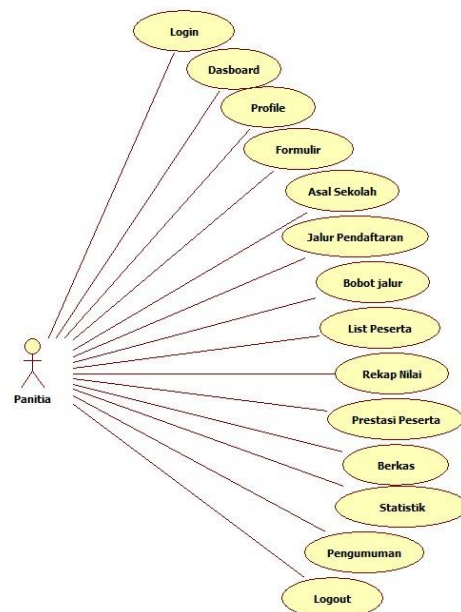 Login
Dasboard
Profile
Formulir
Asal Sekolah
Jalur Pendaftaran
Bobot jalur
List Peserta
Rekap Nilai
Panitia
Prestasi Peserta
Berkas
Statistik
Pengumuman
Logout